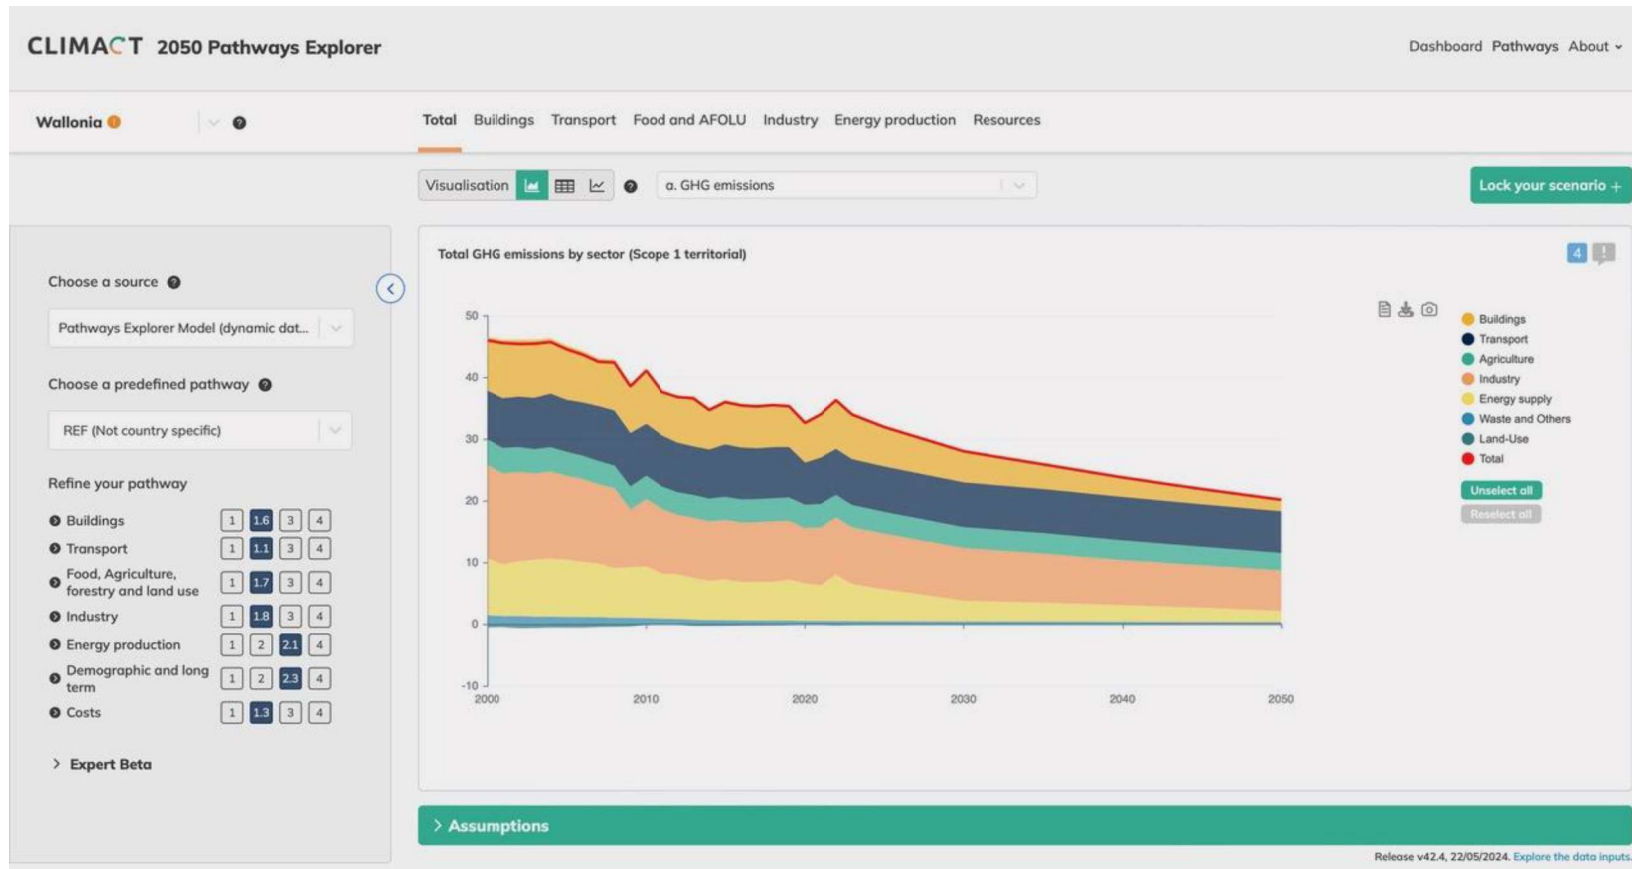 CLIMACT 2050 Pathways Explorer
Dashboard Pathways About
Wallonia
Total Buildings Transport Food and AFOLU Industry Energy production Resources
Visualisation
a. GHG emissions
Lock your scenario +
Choose a source
Pathways Explorer Model (dynamic dat...
Choose a predefined pathway
REF (Not country specific)
Refine your pathway
Buildings 1 1.6 3 4
Transport 1 1.1 3 4
Food, Agriculture,
forestry and land use 1 1.7 3 4
Industry 1 1.8 3 4
Energy production 1 2 2.1 4
Demographic and long
term 1 2 2.3 4
Costs 1 1.3 3 4
Expert Beta
Total GHG emissions by sector (Scope 1 territorial)
4
50
40
30
20
10
0
-10
2000 2010 2020 2030 2040 2050
Buildings
Transport
Agriculture
Industry
Energy supply
Waste and Others
Land-Use
Total
Unselect all
Reselect all
Assumptions
Release v42.4, 22/05/2024. Explore the data inputs.